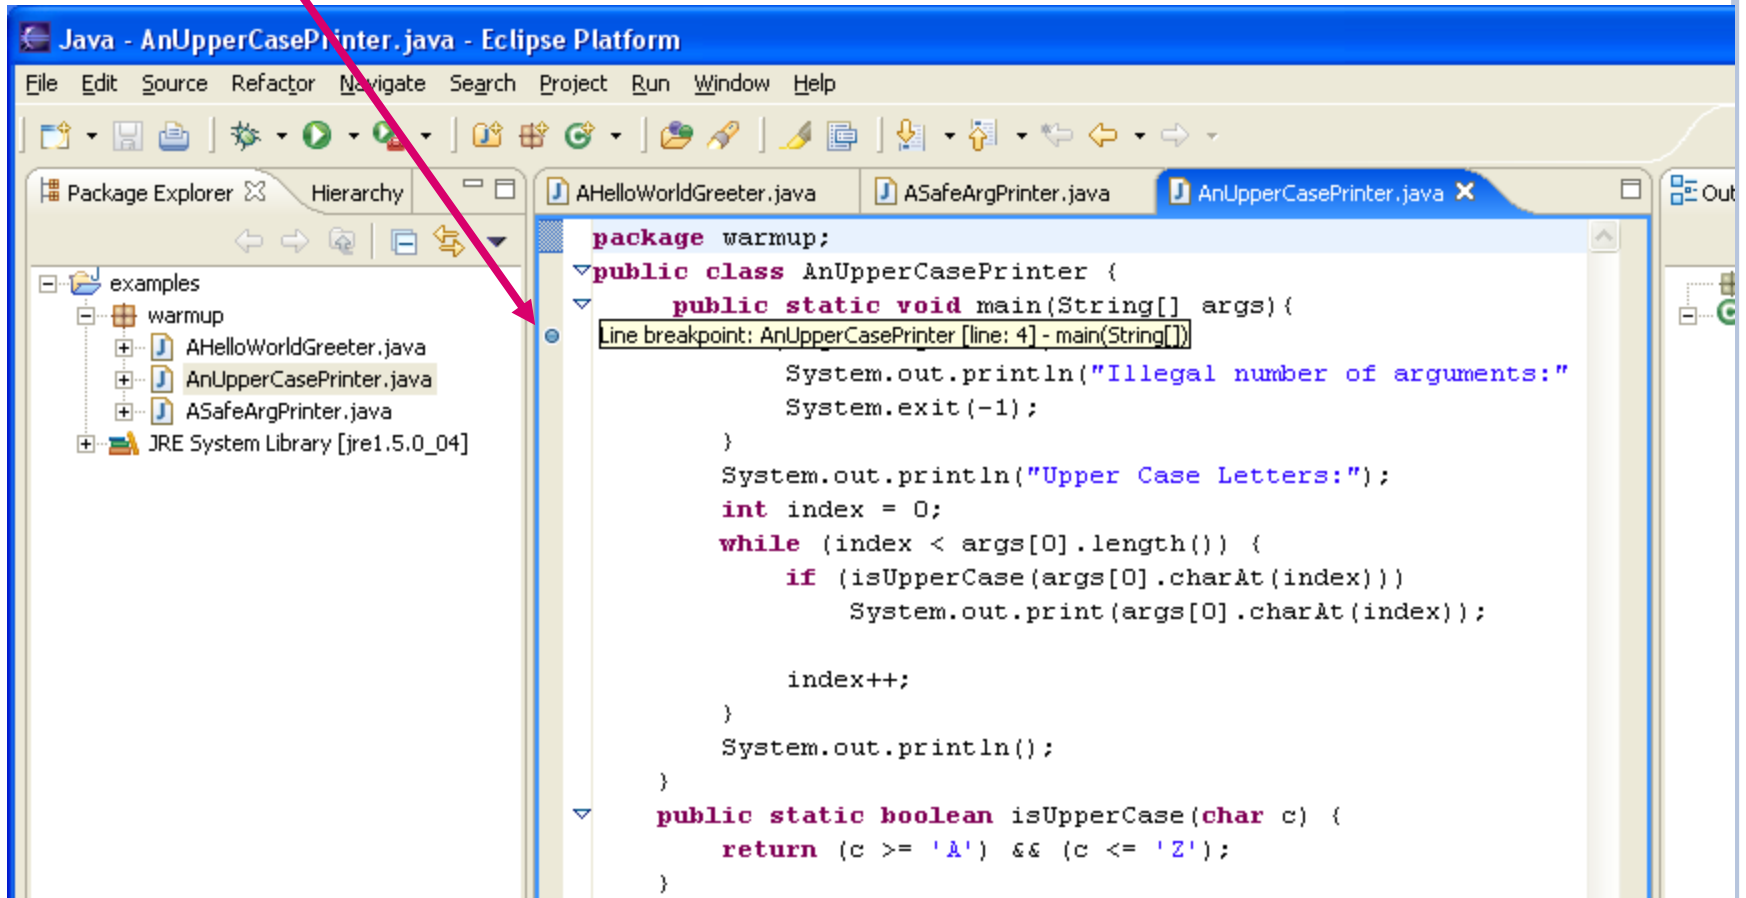 Java - AnUpperCasePrinter.java - Eclipse Platform
File Edit Source Refactor Navigate Search Project Run Window Help
Package Explorer Hierarchy
AHelloWorldGreeter.java ASafeArgPrinter.java AnUpperCasePrinter.java
Out
examples
warmup
AHelloWorldGreeter.java
AnUpperCasePrinter.java
ASafeArgPrinter.java
JRE System Library [jre1.5.0_04]
package warmup;
public class AnUpperCasePrinter {
public static void main(String[] args){
Line breakpoint: AnUpperCasePrinter [line: 4] - main(String[])
System.out.println("Illegal number of arguments:"
System.exit(-1);
}
System.out.println("Upper Case Letters:");
int index = 0;
while (index < args[0].length()) {
if (isUpperCase(args[0].charAt(index)))
System.out.print(args[0].charAt(index));
index++;
}
System.out.println();
}
public static boolean isUpperCase(char c) {
return (c >= 'A') && (c <= 'Z');
}